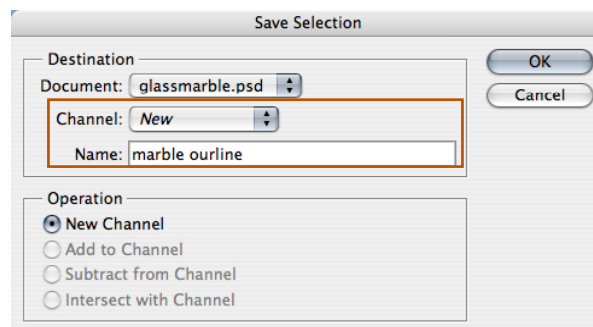 Save Selection
Destination
Document: glassmarble.psd
Channel: New
Name: marble ourline
OK
Cancel
Operation
New Channel
Add to Channel
Subtract from Channel
Intersect with Channel